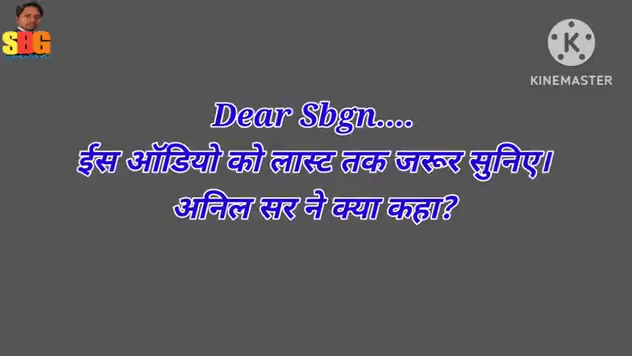 SBG
KINEMASTER
Dear Sbgn....
ईस ऑडियो को लास्ट तक जरूर सुनिए।
अनिल सर ने क्या कहा?